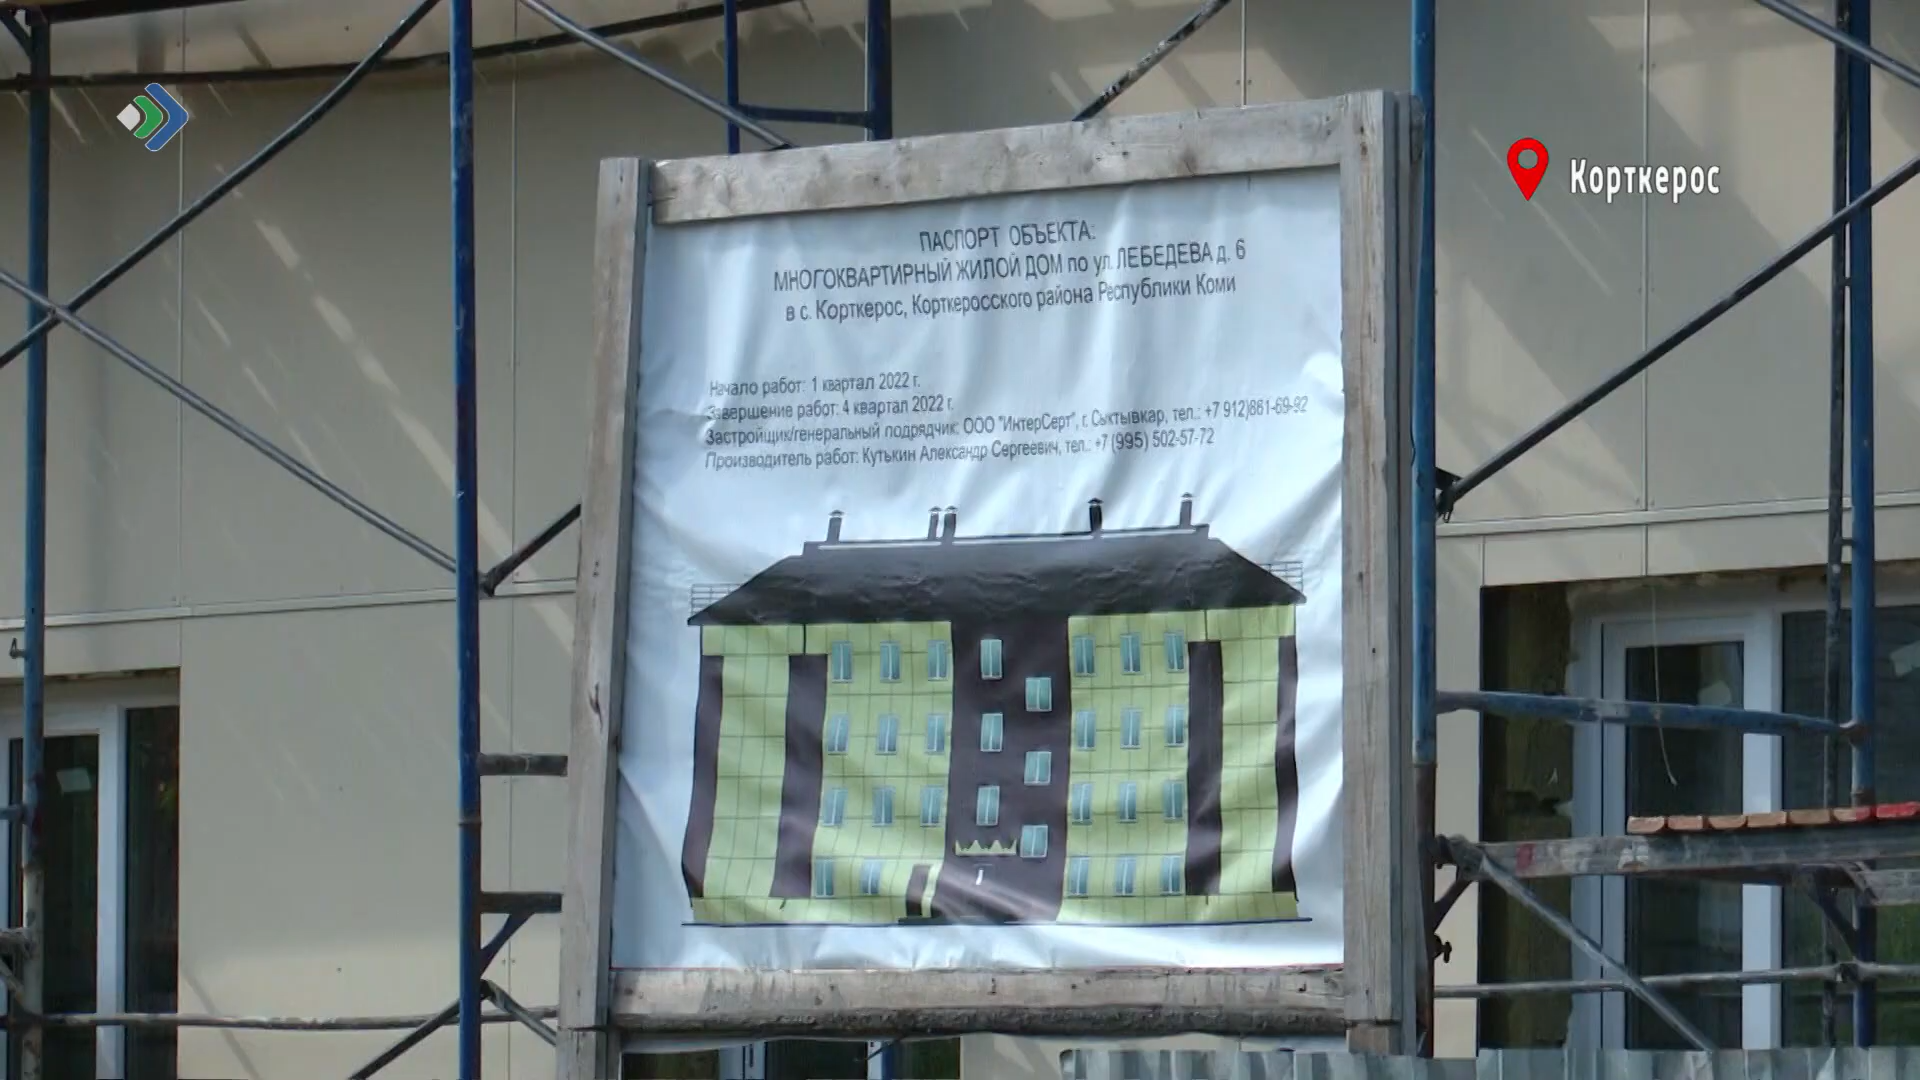 Корткерос
ПАСПОРТ ОБЪЕКТА:
МНОГОКВАРТИРНЫЙ ЖИЛОЙ ДОМ по ул. ЛЕБЕДЕВА д. 6
в с. Корткерос, Корткеросского района Республики Коми
Начало работ: 1 квартал 2022 г.
Завершение работ: 4 квартал 2022 г.
Застройщик/генеральный подрядчик: ООО "ИнтерСерт", г. Сыктывкар, тел.: +7 912)861-69-92
Производитель работ: Кутькин Александр Сергеевич, тел.: +7 (995) 502-57-72